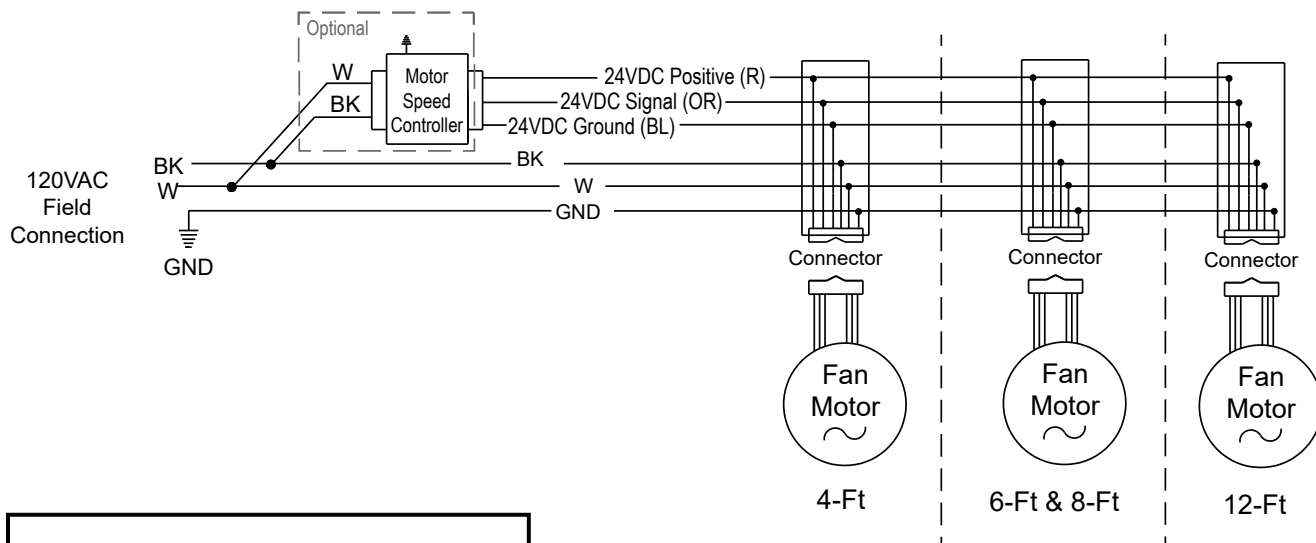 Optional
W
BK
Motor
Speed
Controller
24VDC Positive (R)
24VDC Signal (OR)
24VDC Ground (BL)
120VAC
Field
Connection
BK
W
GND
BK
W
GND
Connector
Connector
Connector
Fan
Motor
Fan
Motor
Fan
Motor
4-Ft
6-Ft & 8-Ft
12-Ft